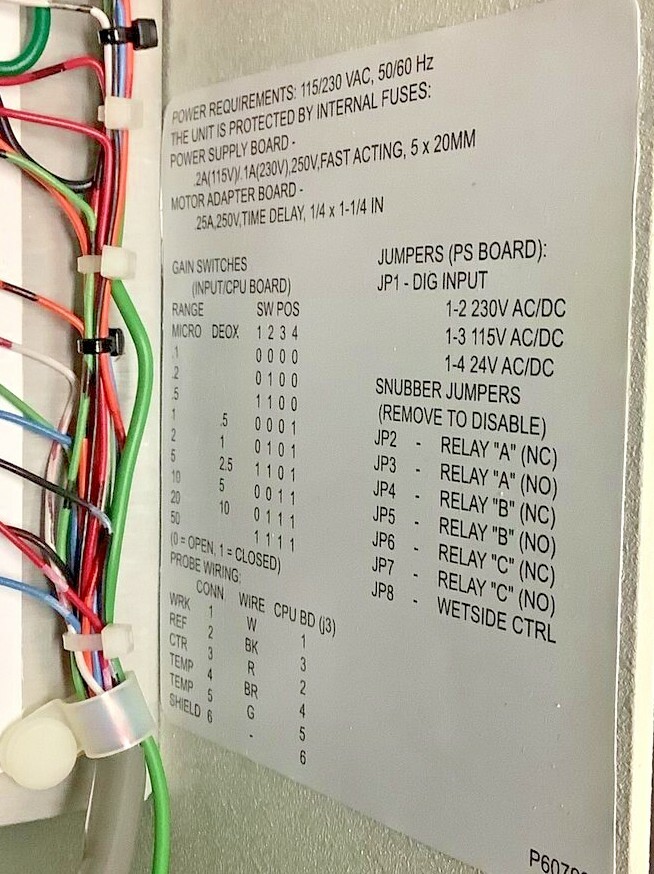 POWER REQUIREMENTS: 115/230 VAC, 50/60 Hz
THE UNIT IS PROTECTED BY INTERNAL FUSES:
POWER SUPPLY BOARD -
.2A(115V)/.1A(230V),250V,FAST ACTING, 5 x 20MM
MOTOR ADAPTER BOARD -
.25A,250V,TIME DELAY, 1/4 x 1-1/4 IN
GAIN SWITCHES
(INPUT/CPU BOARD)
RANGE SW POS
MICRO DEOX 1 2 3 4
.1 0 0 0 0
.2 0 1 0 0
.5 1 1 0 0
1 .5 0 0 0 1
2 1 0 1 0 1
5 2.5 1 1 0 1
10 5 0 0 1 1
20 10 0 1 1 1
50 1 1 1 1
(0 = OPEN, 1 = CLOSED)
PROBE WIRING:
CONN WIRE CPU BD (j3)
WRK 1 W 1
REF 2 BK 3
CTR 3 R 2
TEMP 4 BR 4
TEMP 5 G 5
SHIELD 6 - 6
JUMPERS (PS BOARD):
JP1 - DIG INPUT
1-2 230V AC/DC
1-3 115V AC/DC
1-4 24V AC/DC
SNUBBER JUMPERS
(REMOVE TO DISABLE)
JP2 - RELAY "A" (NC)
JP3 - RELAY "A" (NO)
JP4 - RELAY "B" (NC)
JP5 - RELAY "B" (NO)
JP6 - RELAY "C" (NC)
JP7 - RELAY "C" (NO)
JP8 - WETSIDE CTRL